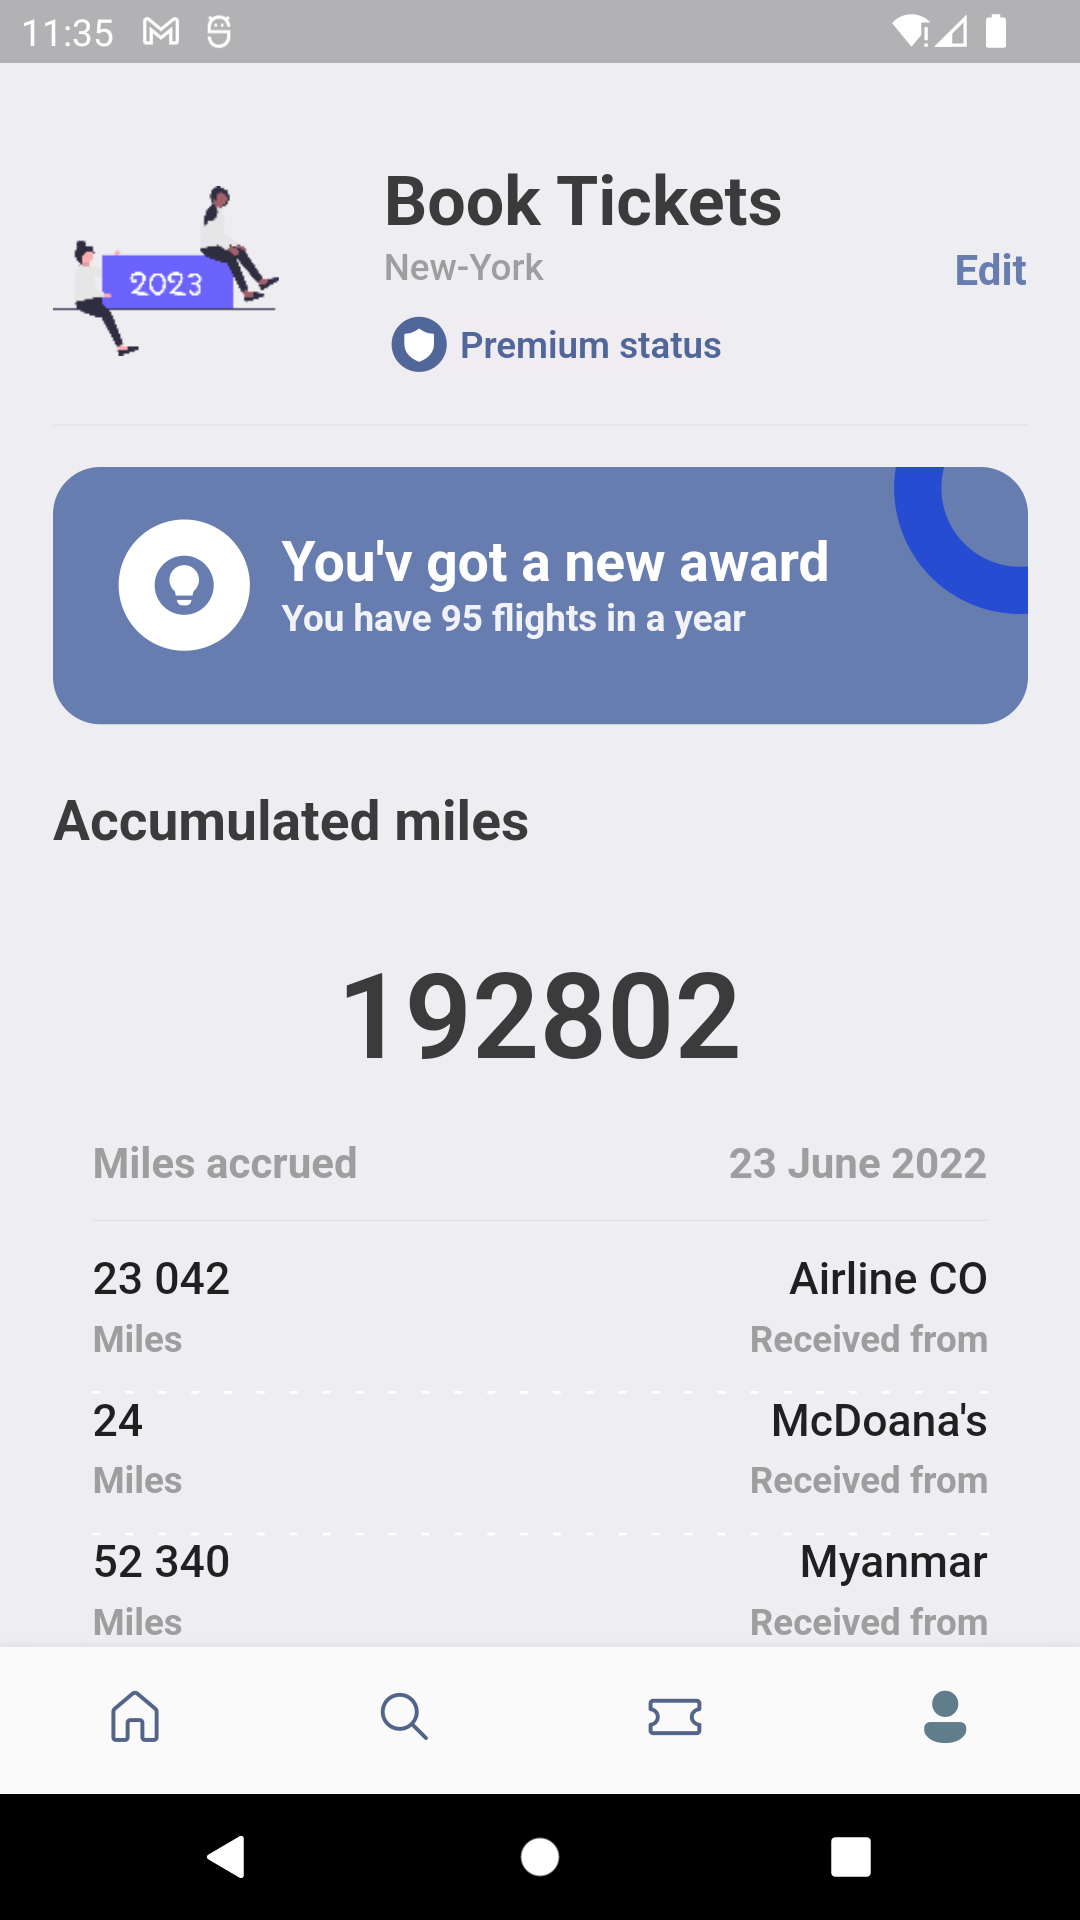 11:35
2023
Book Tickets
New-York
Edit
Premium status
You'v got a new award
You have 95 flights in a year
Accumulated miles
192802
Miles accrued 23 June 2022
23 042 Airline CO
Miles Received from
24 McDoana's
Miles Received from
52 340 Myanmar
Miles Received from